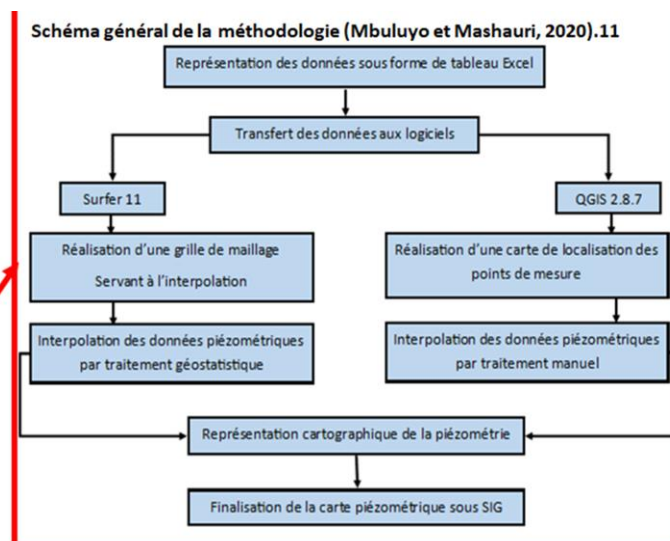 Schéma général de la méthodologie (Mbuluyo et Mashauri, 2020).11
Représentation des données sous forme de tableau Excel
Transfert des données aux logiciels
Surfer 11
QGIS 2.8.7
Réalisation d'une grille de maillage
Servant à l'interpolation
Réalisation d'une carte de localisation des
points de mesure
Interpolation des données piézométriques
par traitement géostatistique
Interpolation des données piézométriques
par traitement manuel
Représentation cartographique de la piézométrie
Finalisation de la carte piézométrique sous SIG